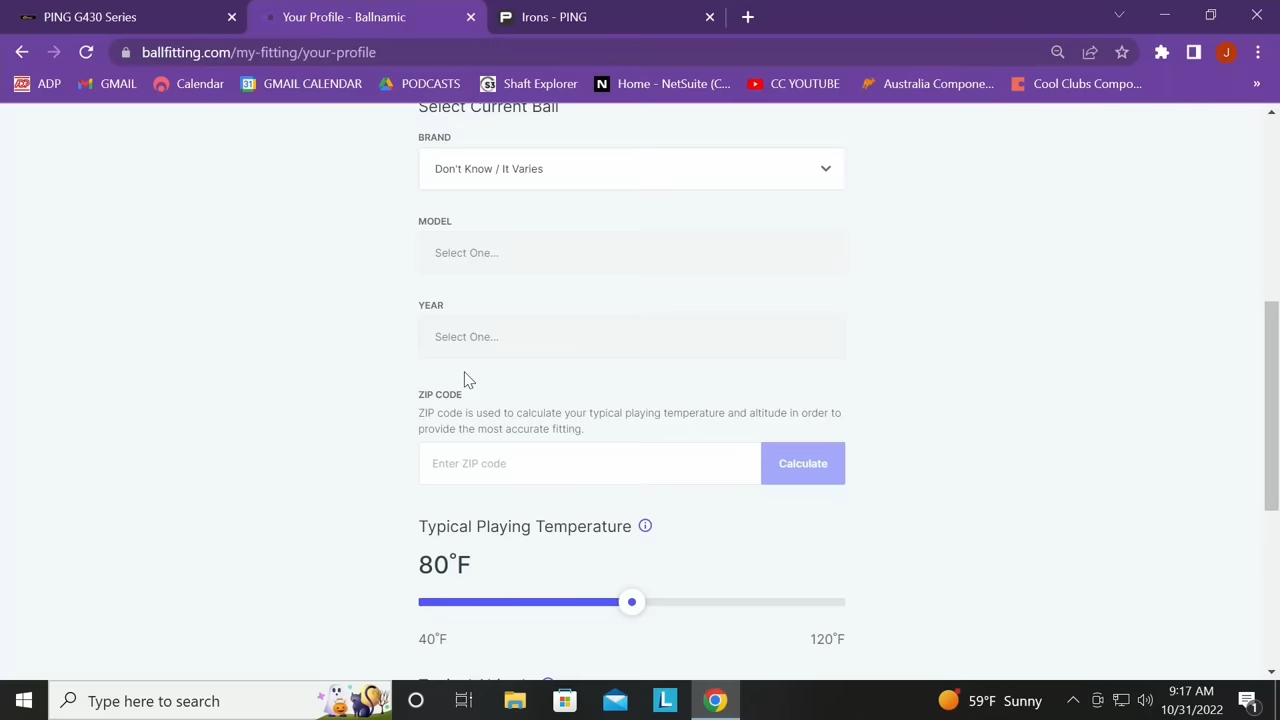 PING G430 Series
Your Profile - Ballnamic
Irons - PING
ballfitting.com/my-fitting/your-profile
J
ADP
GMAIL
Calendar
31
GMAIL CALENDAR
PODCASTS
S3
Shaft Explorer
N
Home - NetSuite (C...
CC YOUTUBE
Australia Compone...
Cool Clubs Compo...
»
Select Current Ball
BRAND
Don't Know / It Varies
MODEL
Select One...
YEAR
Select One...
ZIP CODE
ZIP code is used to calculate your typical playing temperature and altitude in order to
provide the most accurate fitting.
Enter ZIP code
Calculate
Typical Playing Temperature
80°F
40°F
120°F
Type here to search
L
59°F Sunny
9:17 AM
10/31/2022
1